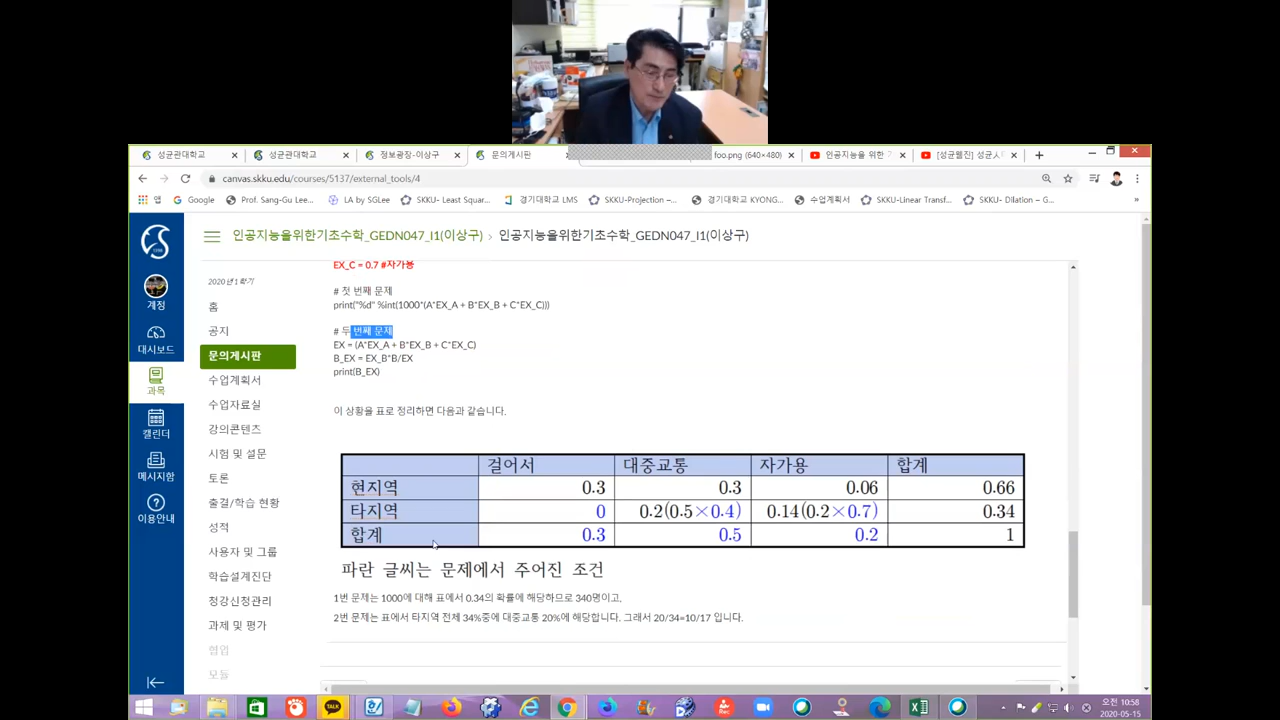 성균관대학교
성균관대학교
정보광장-이상구
문의게시판
foo.png (640×480)
인공지능을 위한 기
[성균웹진] 성균人
canvas.skku.edu/courses/5137/external_tools/4
앱
Google
Prof. Sang-Gu Lee...
LA by SGLee
SKKU- Least Squar...
경기대학교 LMS
SKKU-Projection –...
경기대학교 KYONG...
수업계획서
SKKU-Linear Transf...
SKKU- Dilation – G...
»
인공지능을위한기초수학_GEDN047_I1(이상구) › 인공지능을위한기초수학_GEDN047_I1(이상구)
계정
대시보드
과목
캘린더
메시지함
이용안내
2020년 1학기
홈
공지
문의게시판
수업계획서
수업자료실
강의콘텐츠
시험 및 설문
토론
출결/학습 현황
성적
사용자 및 그룹
학습설계진단
청강신청관리
과제 및 평가
협업
모듈
EX_C = 0.7 #자가용
# 첫 번째 문제
print("%d" %int(1000*(A*EX_A + B*EX_B + C*EX_C)))
# 두 번째 문제
EX = (A*EX_A + B*EX_B + C*EX_C)
B_EX = EX_B*B/EX
print(B_EX)
이 상황을 표로 정리하면 다음과 같습니다.
걸어서 대중교통 자가용 합계
현지역 0.3 0.3 0.06 0.66
타지역 0 0.2(0.5×0.4) 0.14(0.2×0.7) 0.34
합계 0.3 0.5 0.2 1
파란 글씨는 문제에서 주어진 조건
1번 문제는 1000에 대해 표에서 0.34의 확률에 해당하므로 340명이고,
2번 문제는 표에서 타지역 전체 34%중에 대중교통 20%에 해당합니다. 그래서 20/34=10/17 입니다.
TALK
오전 10:58
2020-05-15